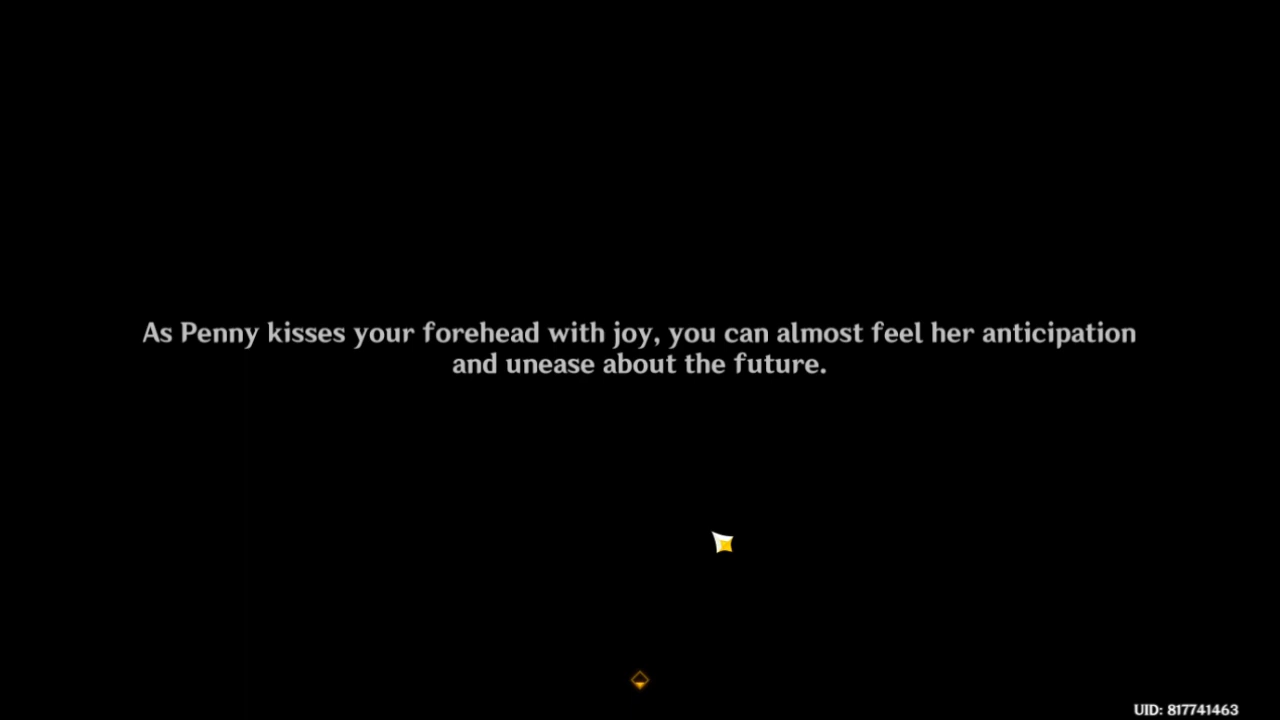 As Penny kisses your forehead with joy, you can almost feel her anticipation
and unease about the future.
UID: 817741463